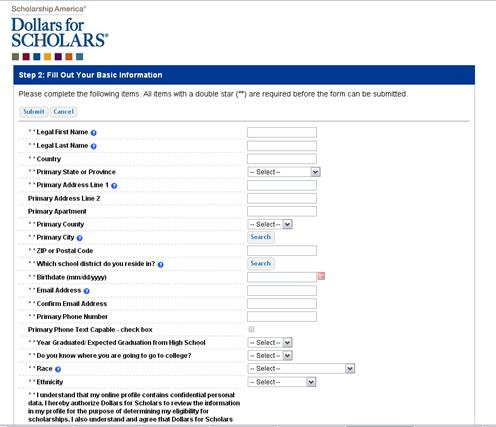 Scholarship America®
Dollars for
SCHOLARS®
Step 2: Fill Out Your Basic Information
Please complete the following items. All items with a double star (**) are required before the form can be submitted.
Submit Cancel
** Legal First Name ?
** Legal Last Name ?
** Country
** Primary State or Province -- Select --
** Primary Address Line 1 ?
Primary Address Line 2
Primary Apartment
** Primary County -- Select --
** Primary City ? Search
** ZIP or Postal Code
** Which school district do you reside in? ? Search
** Birthdate (mm/dd/yyyy)
** Email Address ?
** Confirm Email Address
** Primary Phone Number
Primary Phone Text Capable - check box
** Year Graduated/ Expected Graduation from High School -- Select --
** Do you know where you are going to go to college? -- Select --
** Race ? -- Select --
** Ethnicity -- Select --
** I understand that my online profile contains confidential personal
data. I hereby authorize Dollars for Scholars to review the information
in my profile for the purpose of determining my eligibility for
scholarships. I also understand and agree that Dollars for Scholars